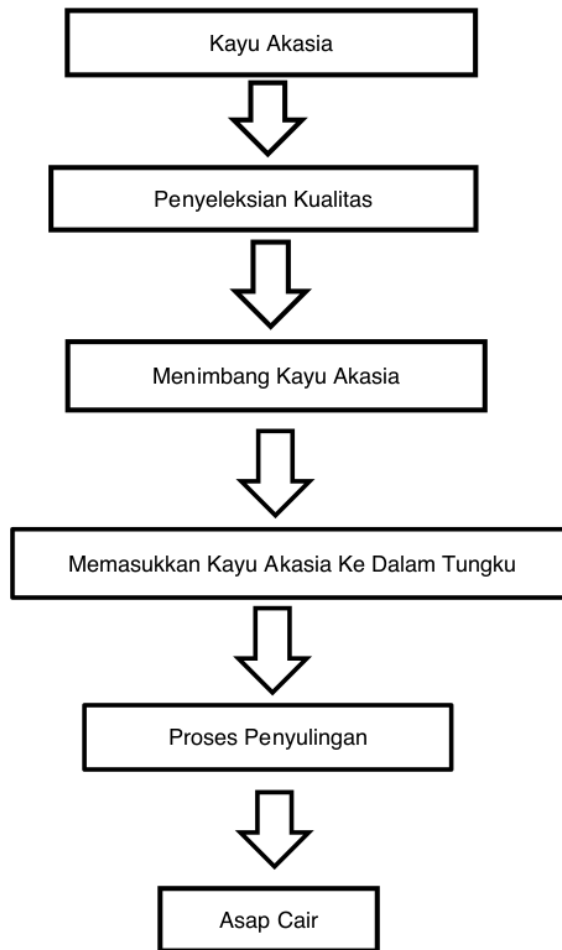 Kayu Akasia
Penyeleksian Kualitas
Menimbang Kayu Akasia
Memasukkan Kayu Akasia Ke Dalam Tungku
Proses Penyulingan
Asap Cair